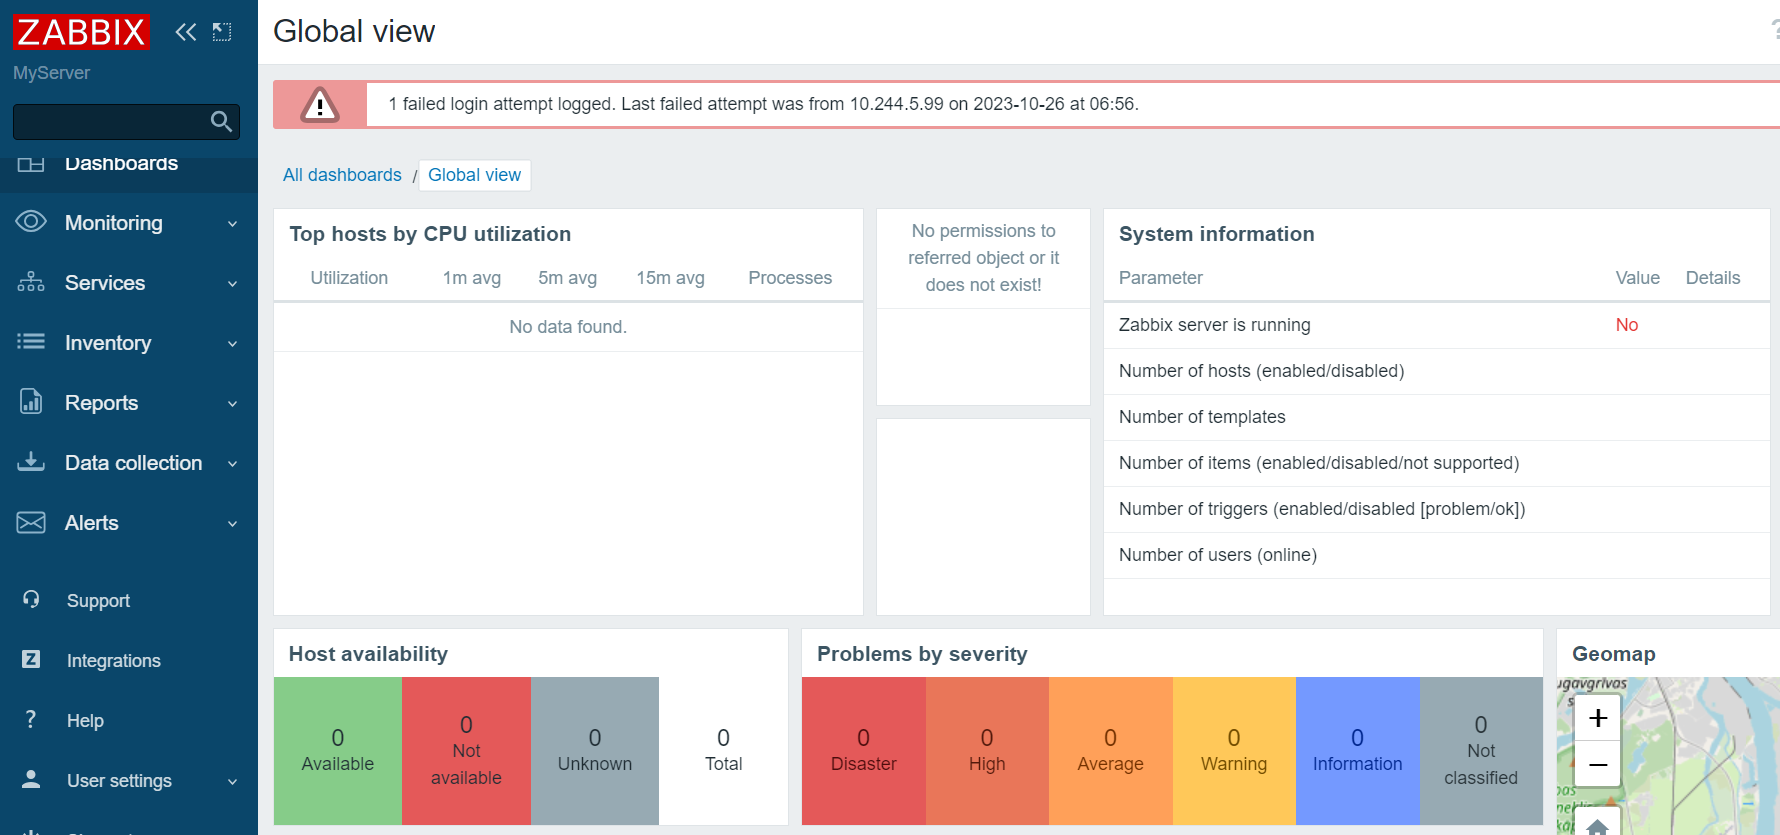 ZABBIX
MyServer
Dashboards
Monitoring
Services
Inventory
Reports
Data collection
Alerts
Support
Integrations
Help
User settings
Global view
?
1 failed login attempt logged. Last failed attempt was from 10.244.5.99 on 2023-10-26 at 06:56.
All dashboards / Global view
Top hosts by CPU utilization
Utilization 1m avg 5m avg 15m avg Processes
No data found.
No permissions to
referred object or it
does not exist!
System information
Parameter Value Details
Zabbix server is running No
Number of hosts (enabled/disabled)
Number of templates
Number of items (enabled/disabled/not supported)
Number of triggers (enabled/disabled [problem/ok])
Number of users (online)
Host availability
0
Available
0
Not
available
0
Unknown
0
Total
Problems by severity
0
Disaster
0
High
0
Average
0
Warning
0
Information
0
Not
classified
Geomap
+
−